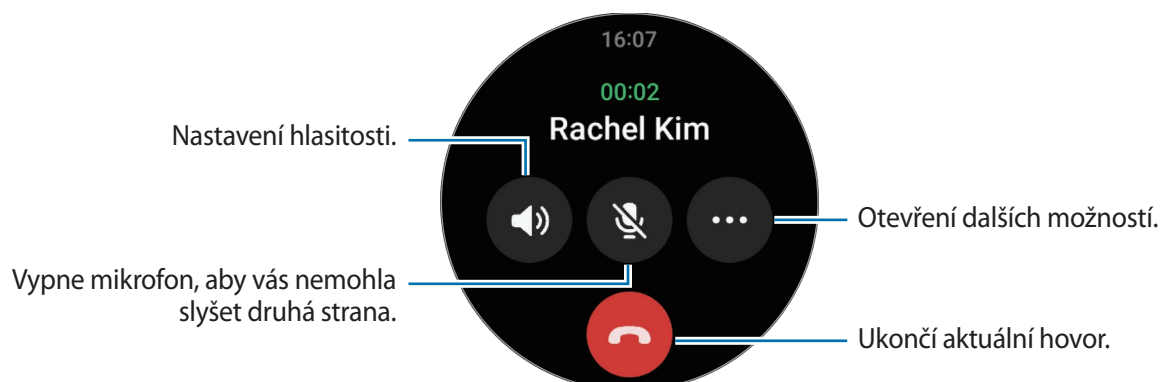 16:07
00:02
Rachel Kim
Nastavení hlasitosti.
Otevření dalších možností.
Vypne mikrofon, aby vás nemohla
slyšet druhá strana.
Ukončí aktuální hovor.